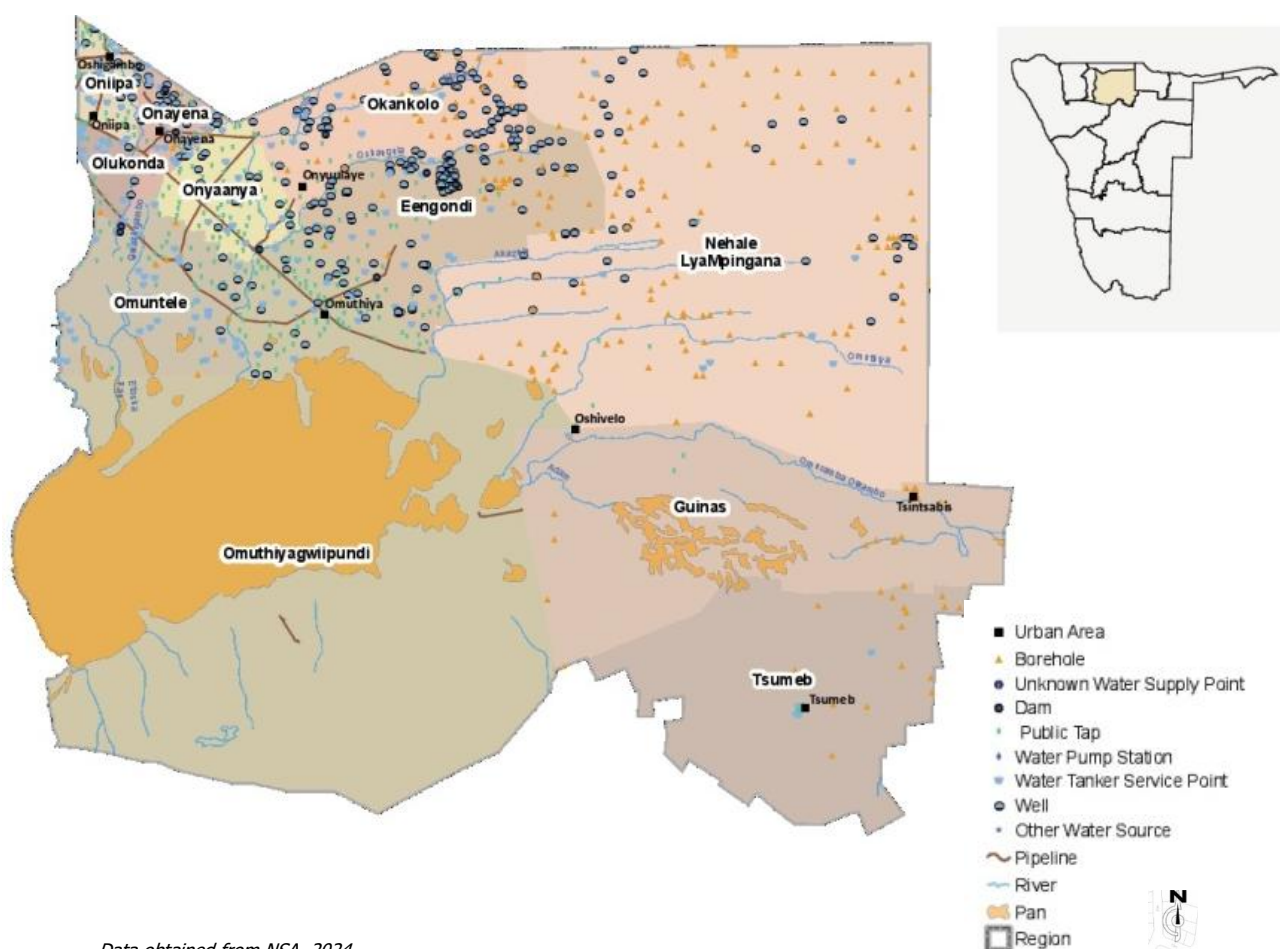 Oshigambo
Oniipa
Onayena
Oniipa
Onayena
Olukonda
Okankolo
Onyaanya
Onyuulaye
Eengondi
Nehale
LyaMpingana
Omuntele
Omuthiya
Oshivelo
Guinas
Tsintsabis
Omuthiyagwiipundi
Tsumeb
Tsumeb
Urban Area
Borehole
Unknown Water Supply Point
Dam
Public Tap
Water Pump Station
Water Tanker Service Point
Well
Other Water Source
Pipeline
River
Pan
Region
N
Data obtained from NSA, 2024